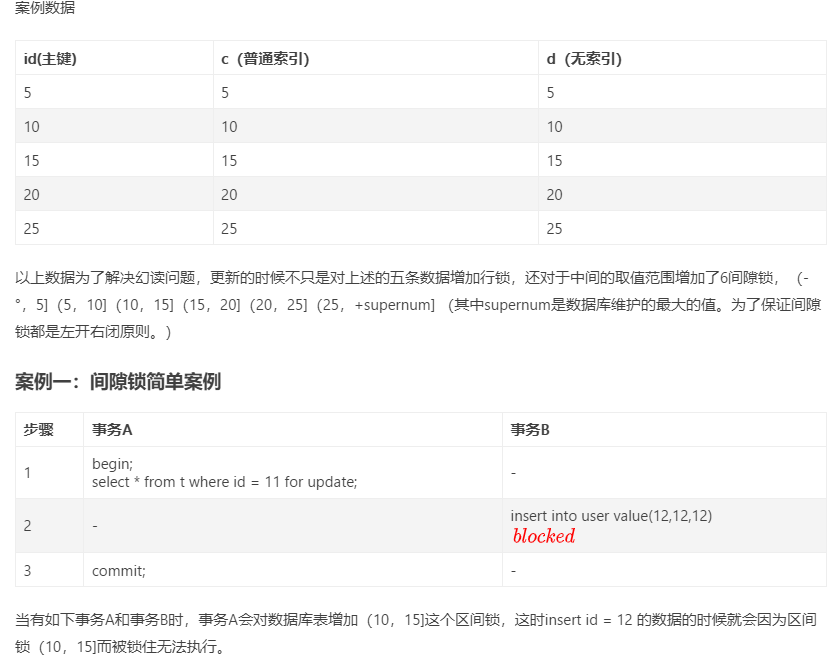 案例数据
id(主键) c（普通索引） d（无索引）
5 5 5
10 10 10
15 15 15
20 20 20
25 25 25
以上数据为了解决幻读问题，更新的时候不只是对上述的五条数据增加行锁，还对于中间的取值范围增加了6间隙锁，（-
°，5]（5，10]（10，15]（15，20]（20，25]（25，+supernum] （其中supernum是数据库维护的最大的值。为了保证间隙
锁都是左开右闭原则。）
案例一：间隙锁简单案例
步骤 事务A 事务B
1 begin; -
select * from t where id = 11 for update;
2 - insert into user value(12,12,12)
blocked
3 commit; -
当有如下事务A和事务B时，事务A会对数据库表增加（10，15]这个区间锁，这时insert id = 12 的数据的时候就会因为区间
锁（10，15]而被锁住无法执行。